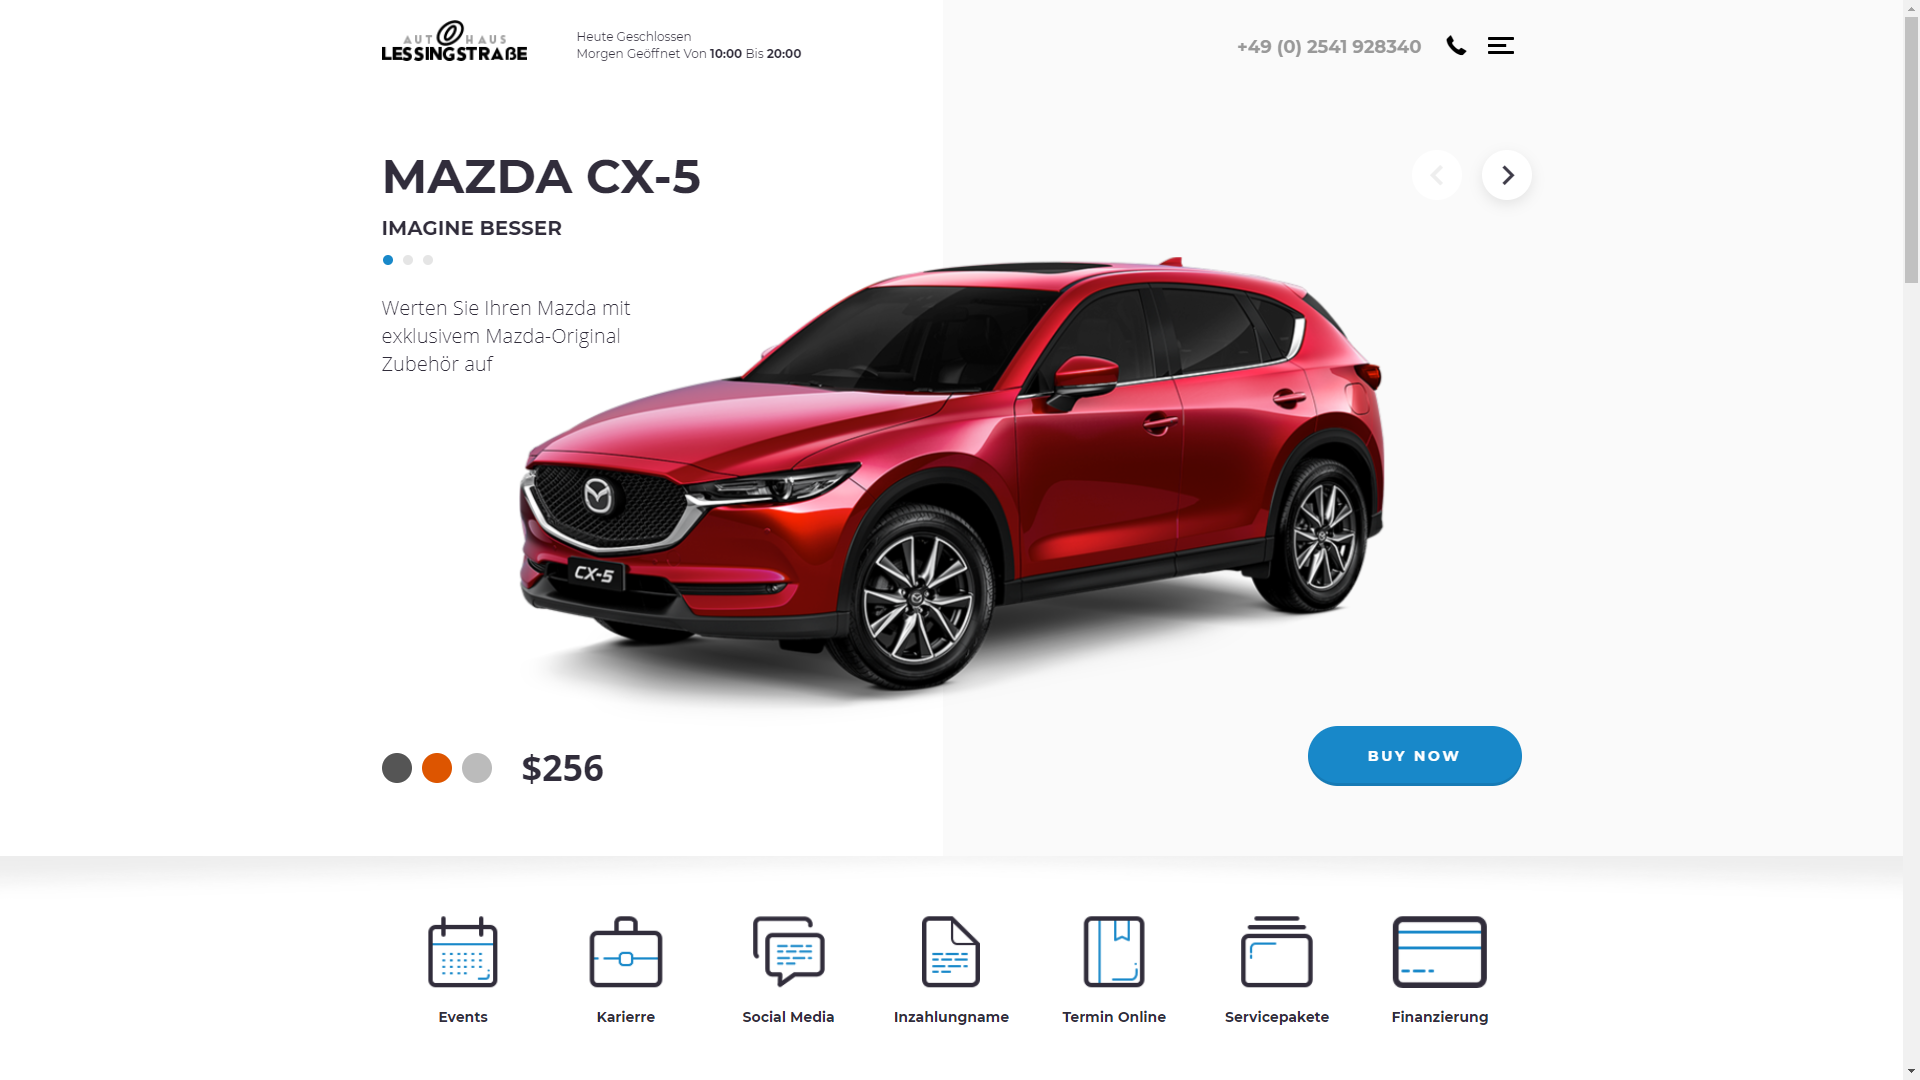 AUTOHAUS
LESSINGSTRAßE
Heute Geschlossen
Morgen Geöffnet Von 10:00 Bis 20:00
+49 (0) 2541 928340
MAZDA CX-5
IMAGINE BESSER
Werten Sie Ihren Mazda mit
exklusivem Mazda-Original
Zubehör auf
CX-5
$256
BUY NOW
Events
Karierre
Social Media
Inzahlungname
Termin Online
Servicepakete
Finanzierung